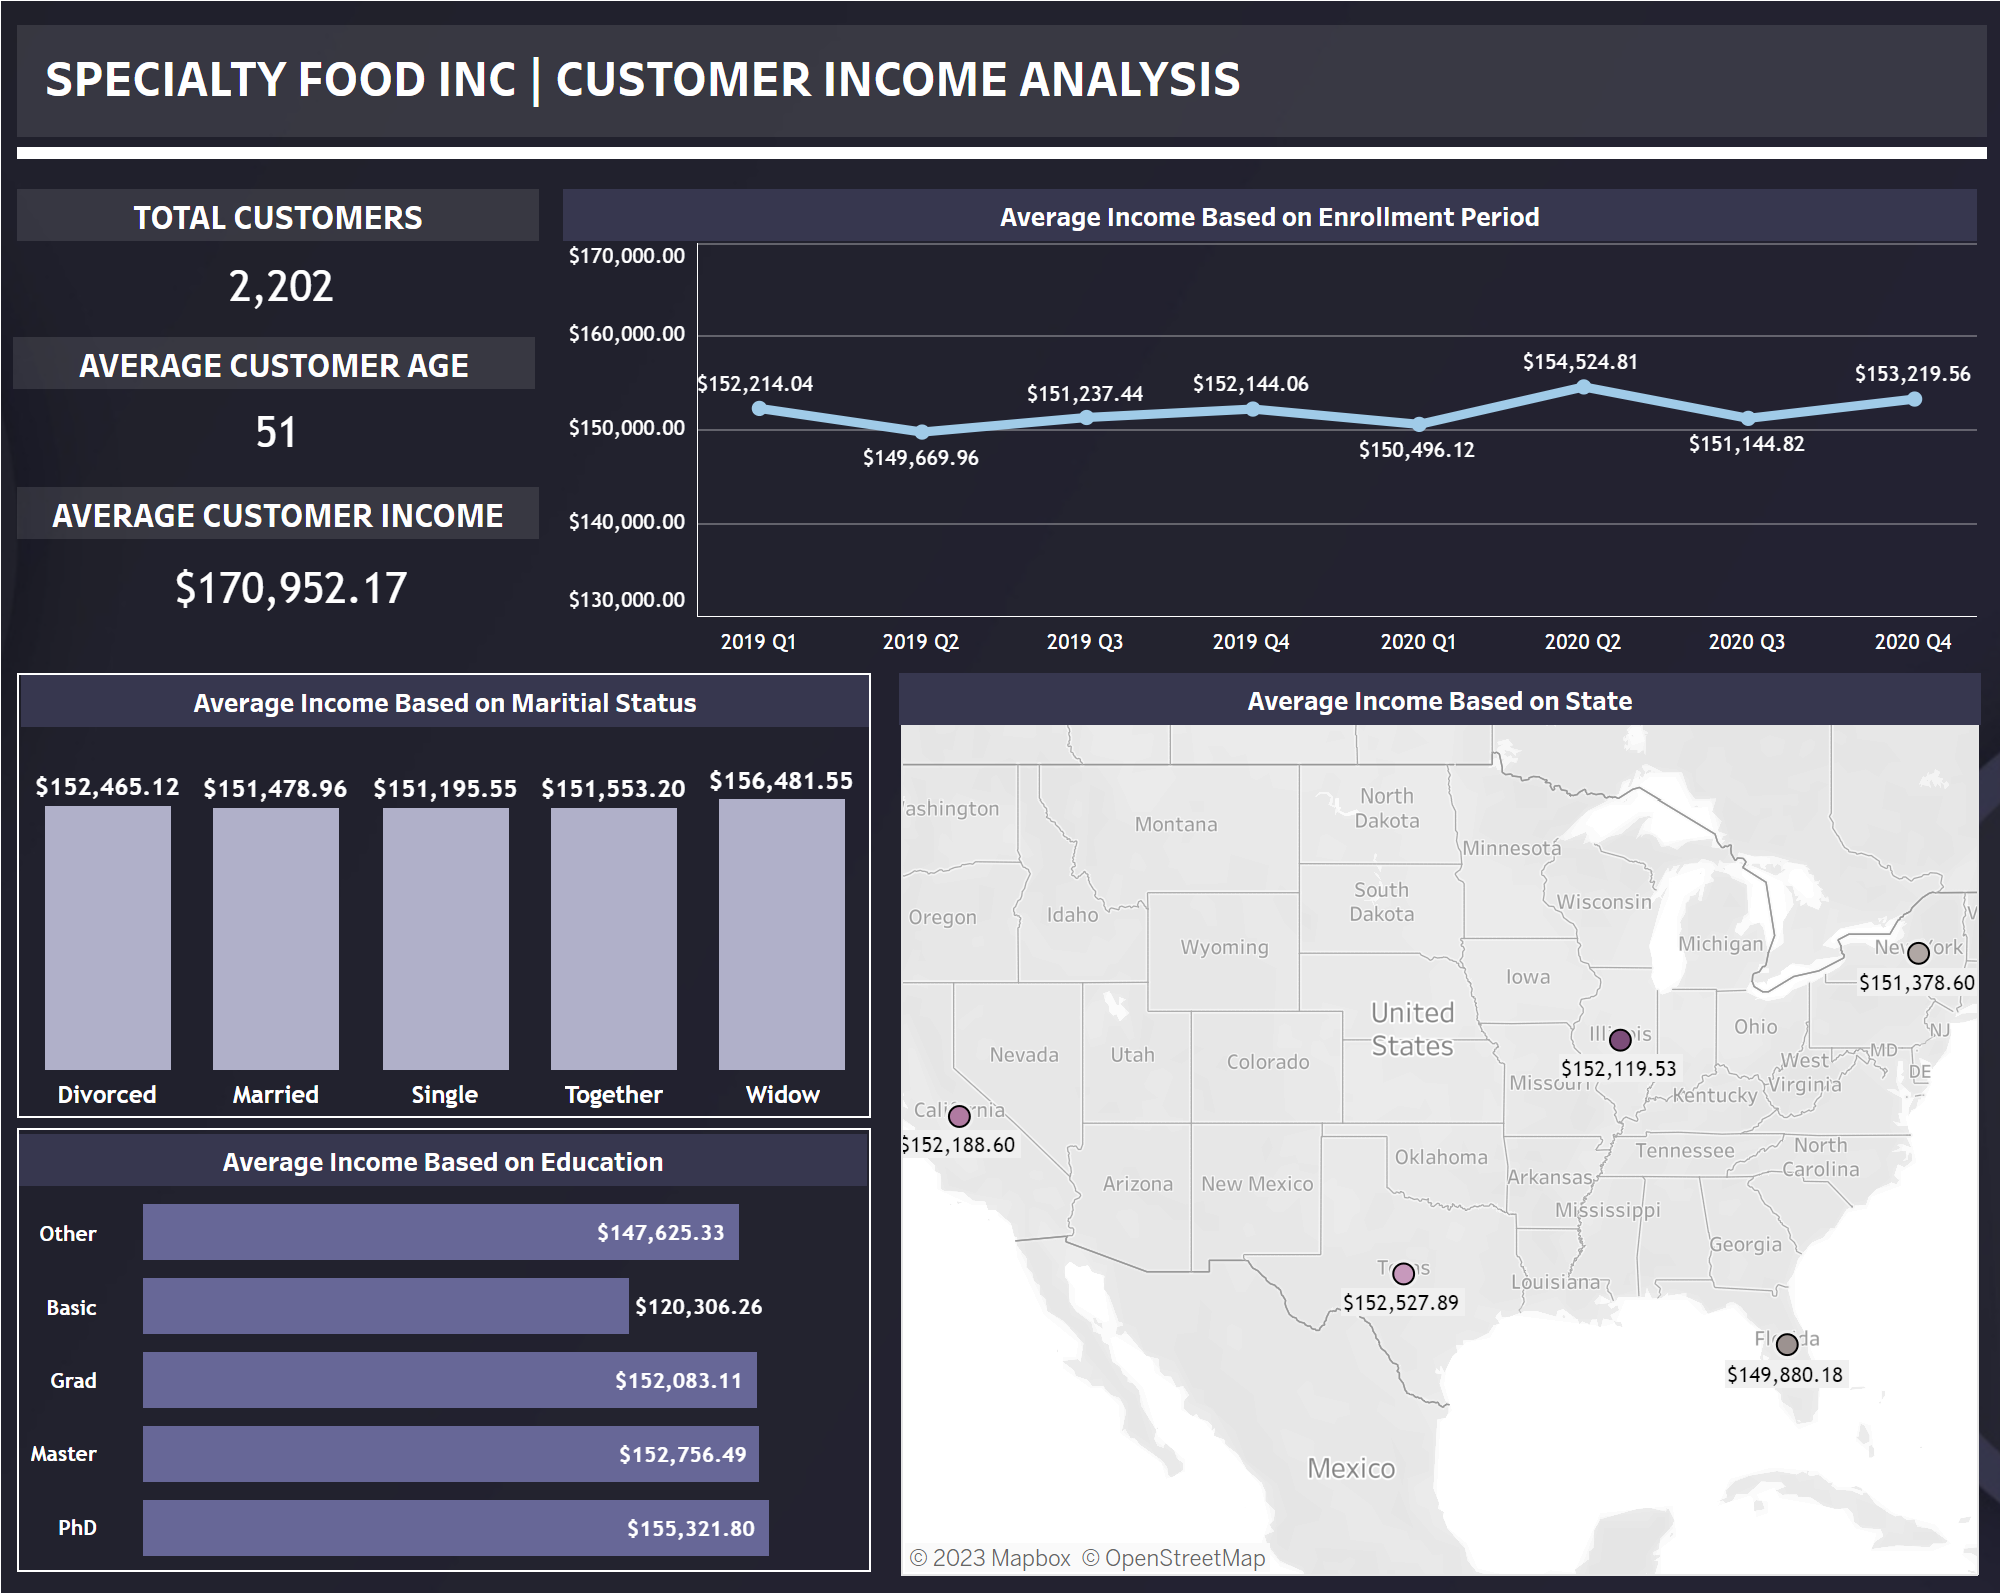 SPECIALTY FOOD INC | CUSTOMER INCOME ANALYSIS
TOTAL CUSTOMERS
2,202
AVERAGE CUSTOMER AGE
51
AVERAGE CUSTOMER INCOME
$170,952.17
Average Income Based on Enrollment Period
$170,000.00
$160,000.00
$150,000.00
$140,000.00
$130,000.00
$152,214.04
$149,669.96
$151,237.44
$152,144.06
$150,496.12
$154,524.81
$151,144.82
$153,219.56
2019 Q1
2019 Q2
2019 Q3
2019 Q4
2020 Q1
2020 Q2
2020 Q3
2020 Q4
Average Income Based on Maritial Status
$152,465.12
$151,478.96
$151,195.55
$151,553.20
$156,481.55
Divorced
Married
Single
Together
Widow
Average Income Based on Education
Other
$147,625.33
Basic
$120,306.26
Grad
$152,083.11
Master
$152,756.49
PhD
$155,321.80
Average Income Based on State
ashington
Montana
North
Dakota
Minnesotá
South
Dakota
Wisconsin
Oregon
Idaho
Wyoming
Michigan
New York
$151,378.60
Iowa
United
States
Illinois
$152,119.53
Ohio
NJ
Nevada
Utah
Colorado
Missouri
West
Virginia
MD
DE
Kentucky
California
$152,188.60
Oklahoma
Tennessee
North
Carolina
Arizona
New Mexico
Arkansas
Mississippi
Georgia
Texas
$152,527.89
Louisiana
Florida
$149,880.18
Mexico
V
© 2023 Mapbox © OpenStreetMap